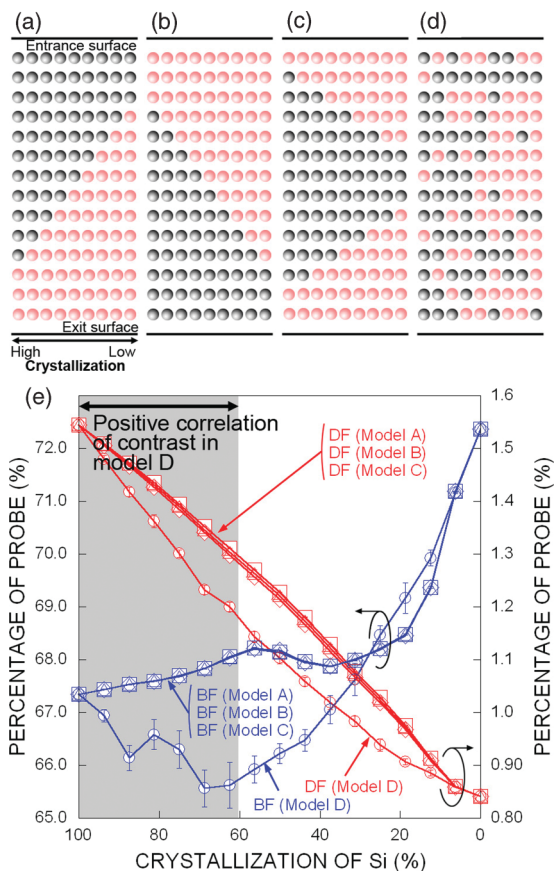 (a) (b) (c) (d)
Entrance surface
Exit surface
High Low
Crystallization
(e)
Positive correlation
of contrast in
model D
DF (Model A)
DF (Model B)
DF (Model C)
BF (Model A)
BF (Model B)
BF (Model C)
DF (Model D)
BF (Model D)
PERCENTAGE OF PROBE (%)
72.0
71.0
70.0
69.0
68.0
67.0
66.0
65.0
1.6
1.5
1.4
1.3
1.2
1.1
1.0
0.90
0.80
PERCENTAGE OF PROBE (%)
100 80 60 40 20 0
CRYSTALLIZATION OF Si (%)